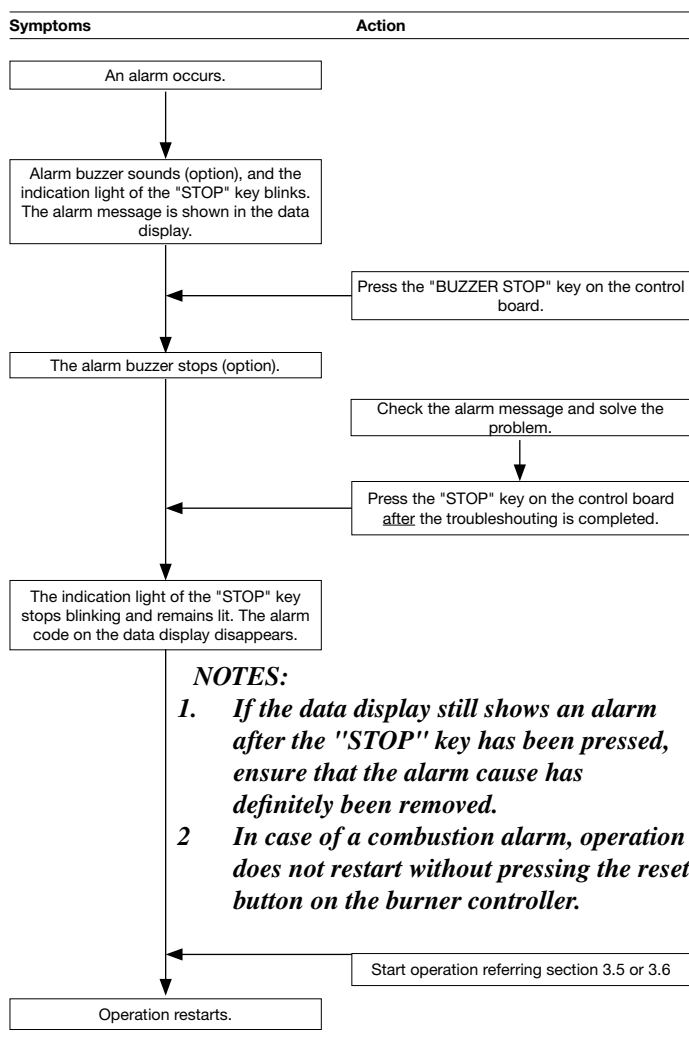 Symptoms Action
An alarm occurs.
Alarm buzzer sounds (option), and the
indication light of the "STOP" key blinks.
The alarm message is shown in the data
display.
Press the "BUZZER STOP" key on the control
board.
The alarm buzzer stops (option).
Check the alarm message and solve the
problem.
Press the "STOP" key on the control board
after the troubleshouting is completed.
The indication light of the "STOP" key
stops blinking and remains lit. The alarm
code on the data display disappears.
NOTES:
1. If the data display still shows an alarm
after the "STOP" key has been pressed,
ensure that the alarm cause has
definitely been removed.
2 In case of a combustion alarm, operation
does not restart without pressing the reset
button on the burner controller.
Start operation referring section 3.5 or 3.6
Operation restarts.